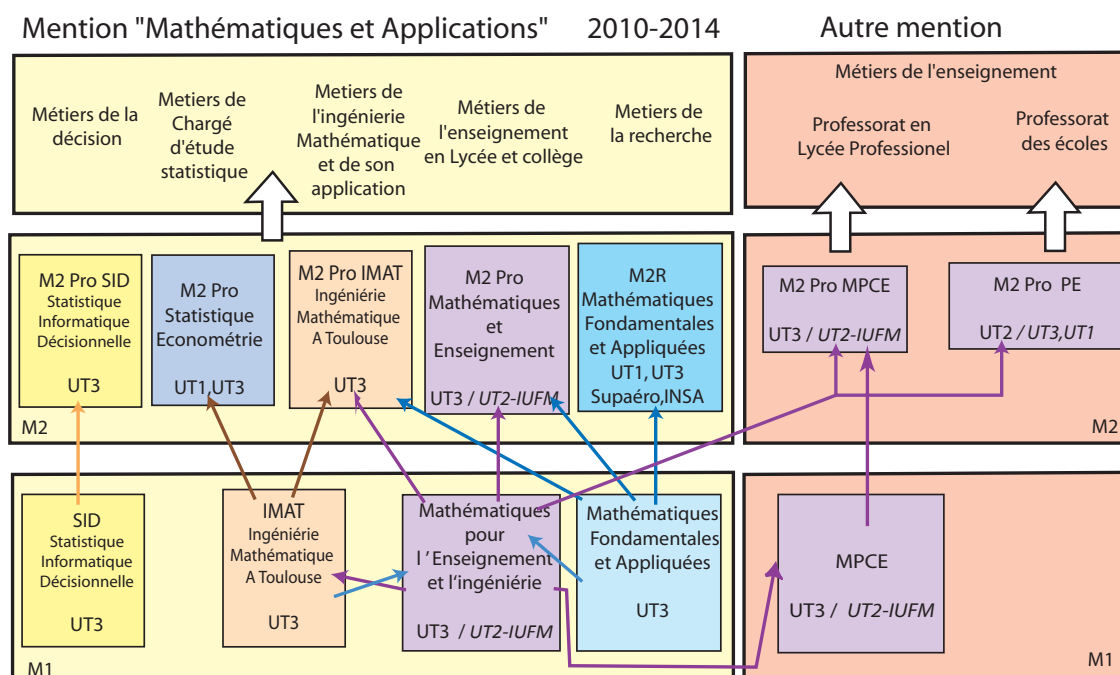 Mention "Mathématiques et Applications" 2010-2014
Autre mention
Métiers de la
décision
Metiers de
Chargé
d'étude
statistique
Metiers de
l'ingénierie
Mathématique
et de son
application
Métiers de
l'enseignement
en Lycée et collège
Metiers de
la recherche
Métiers de l'enseignement
Professorat en
Lycée Professionel
Professorat
des écoles
M2 Pro SID
Statistique
Informatique
Décisionnelle
UT3
M2 Pro
Statistique
Econométrie
UT1,UT3
M2 Pro IMAT
Ingéniérie
Mathématique
A Toulouse
UT3
M2 Pro
Mathématiques
et
Enseignement
UT3 / UT2-IUFM
M2R
Mathématiques
Fondamentales
et Appliquées
UT1, UT3
Supaéro,INSA
M2
M2 Pro MPCE
UT3 / UT2-IUFM
M2 Pro PE
UT2 / UT3,UT1
M2
SID
Statistique
Informatique
Décisionnelle
UT3
IMAT
Ingéniérie
Mathématique
A Toulouse
UT3
Mathématiques
pour
l'Enseignement
et l'ingéniérie
UT3 / UT2-IUFM
Mathématiques
Fondamentales
et Appliquées
UT3
M1
MPCE
UT3 / UT2-IUFM
M1